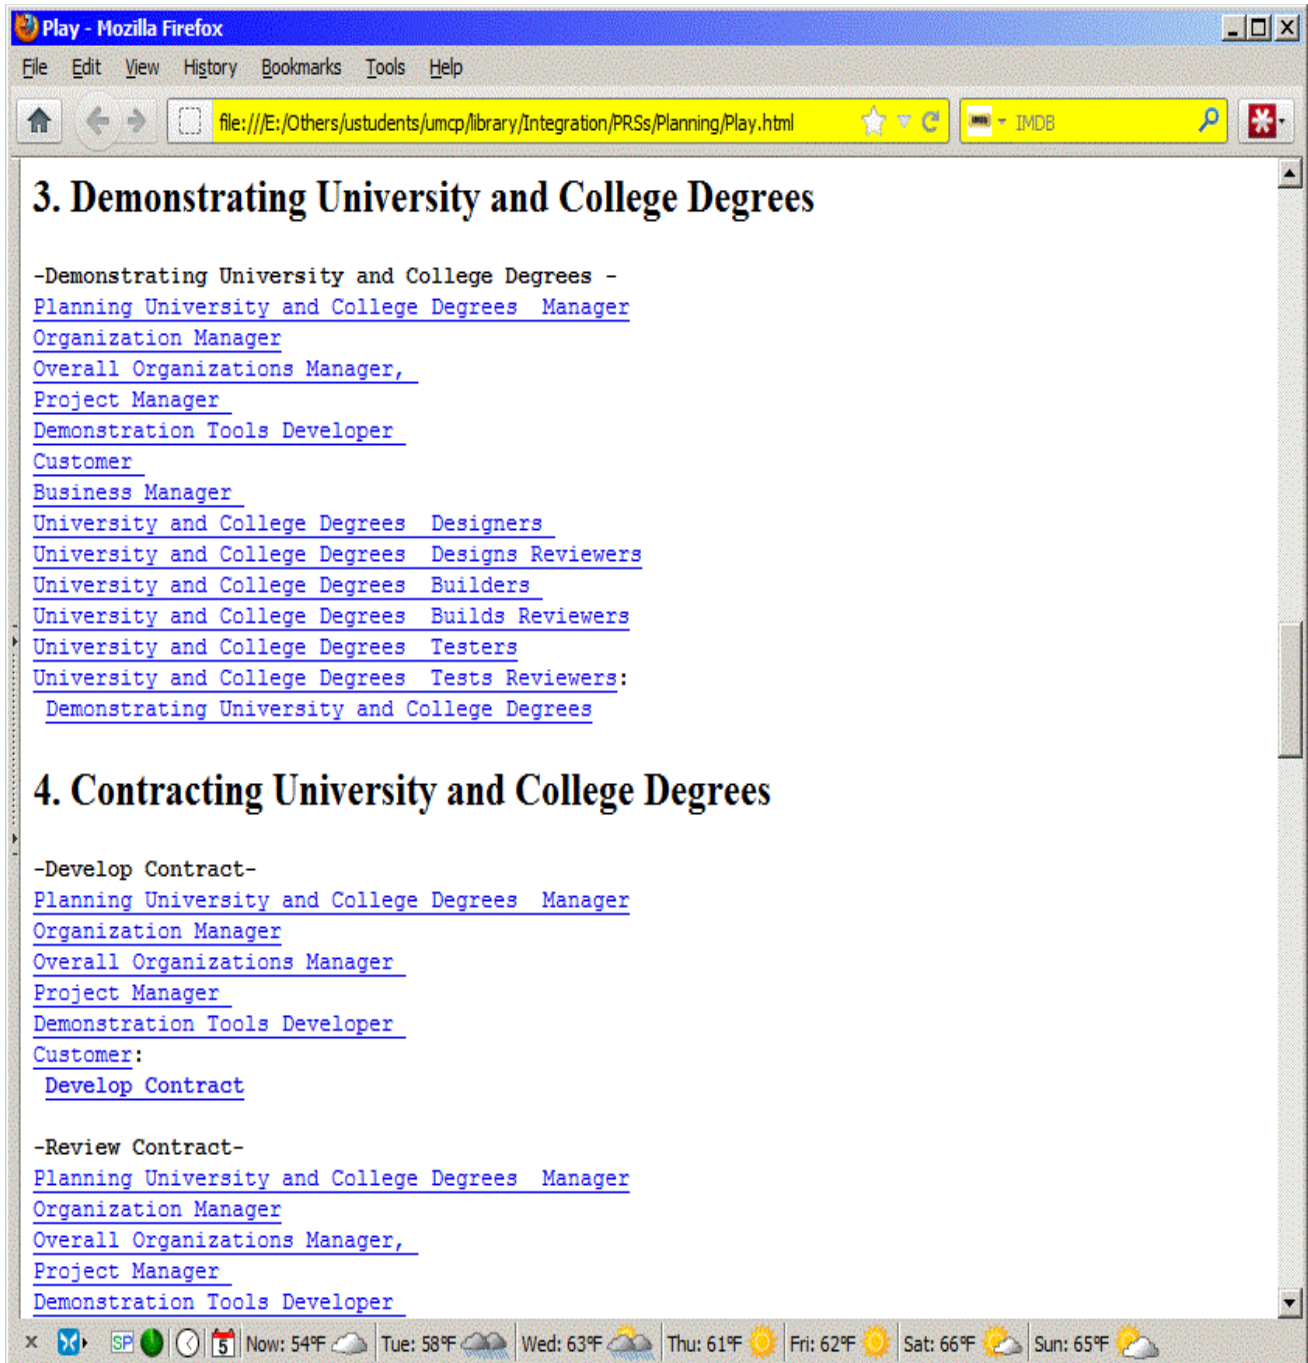 Play - Mozilla Firefox
File Edit View History Bookmarks Tools Help
file:///E:/Others/ustudents/umcp/library/Integration/PRSs/Planning/Play.html IMDB
3. Demonstrating University and College Degrees
-Demonstrating University and College Degrees -
Planning University and College Degrees  Manager
Organization Manager
Overall Organizations Manager,
Project Manager
Demonstration Tools Developer
Customer
Business Manager
University and College Degrees  Designers
University and College Degrees  Designs Reviewers
University and College Degrees  Builders
University and College Degrees  Builds Reviewers
University and College Degrees  Testers
University and College Degrees  Tests Reviewers:
Demonstrating University and College Degrees
4. Contracting University and College Degrees
-Develop Contract-
Planning University and College Degrees  Manager
Organization Manager
Overall Organizations Manager
Project Manager
Demonstration Tools Developer
Customer:
Develop Contract
-Review Contract-
Planning University and College Degrees  Manager
Organization Manager
Overall Organizations Manager,
Project Manager
Demonstration Tools Developer
SP 5 Now: 54°F Tue: 58°F Wed: 63°F Thu: 61°F Fri: 62°F Sat: 66°F Sun: 65°F